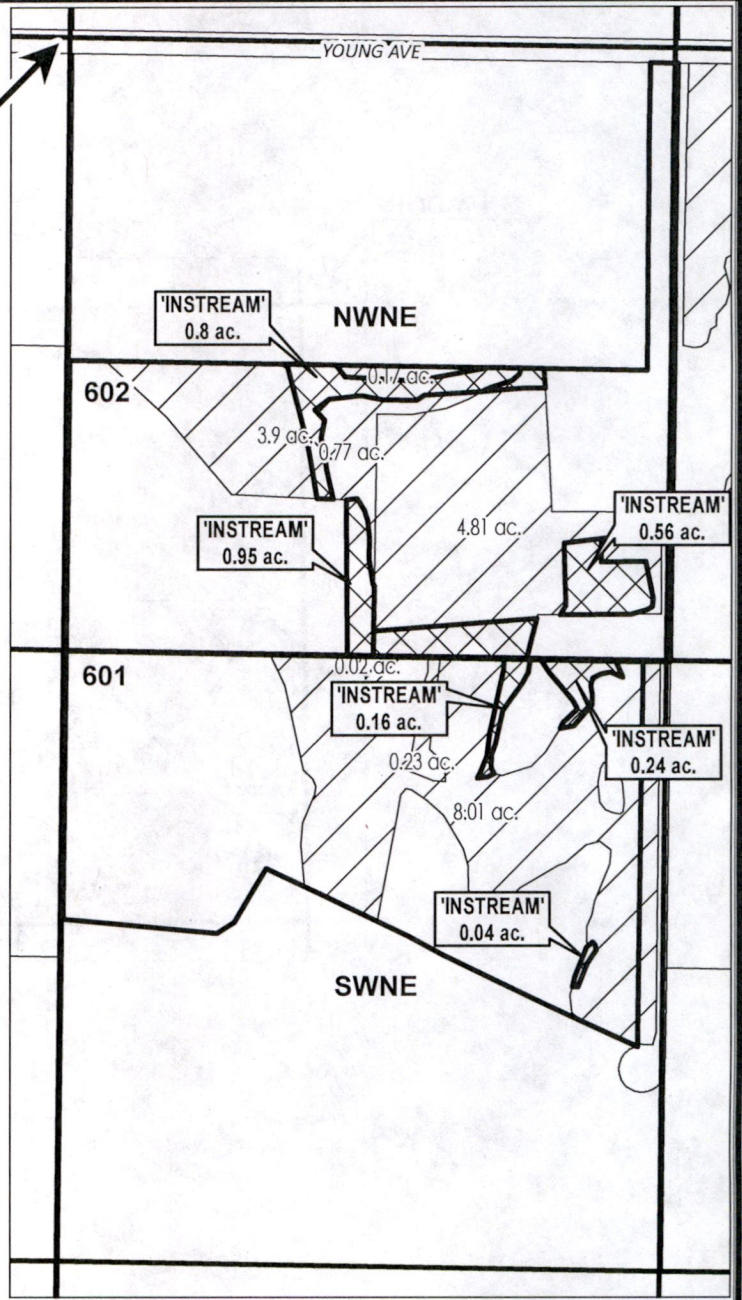 YOUNG AVE
'INSTREAM'
0.8 ac.
NWNE
0.17 ac.
602
3.9 ac.
0.77 ac.
'INSTREAM'
0.56 ac.
4.81 ac.
'INSTREAM'
0.95 ac.
0.02 ac.
601
'INSTREAM'
0.16 ac.
'INSTREAM'
0.24 ac.
0.23 ac.
8.01 ac.
'INSTREAM'
0.04 ac.
SWNE